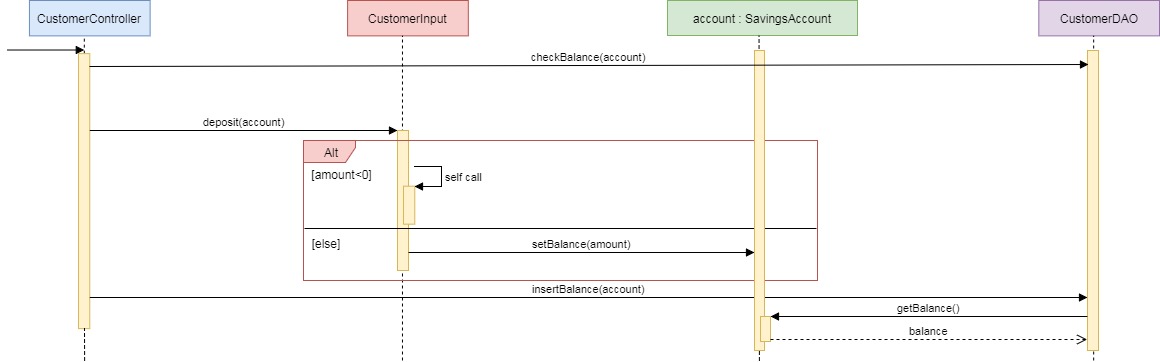 CustomerController
CustomerInput
account : SavingsAccount
CustomerDAO
checkBalance(account)
deposit(account)
Alt
[amount<0]
self call
[else]
setBalance(amount)
insertBalance(account)
getBalance()
balance